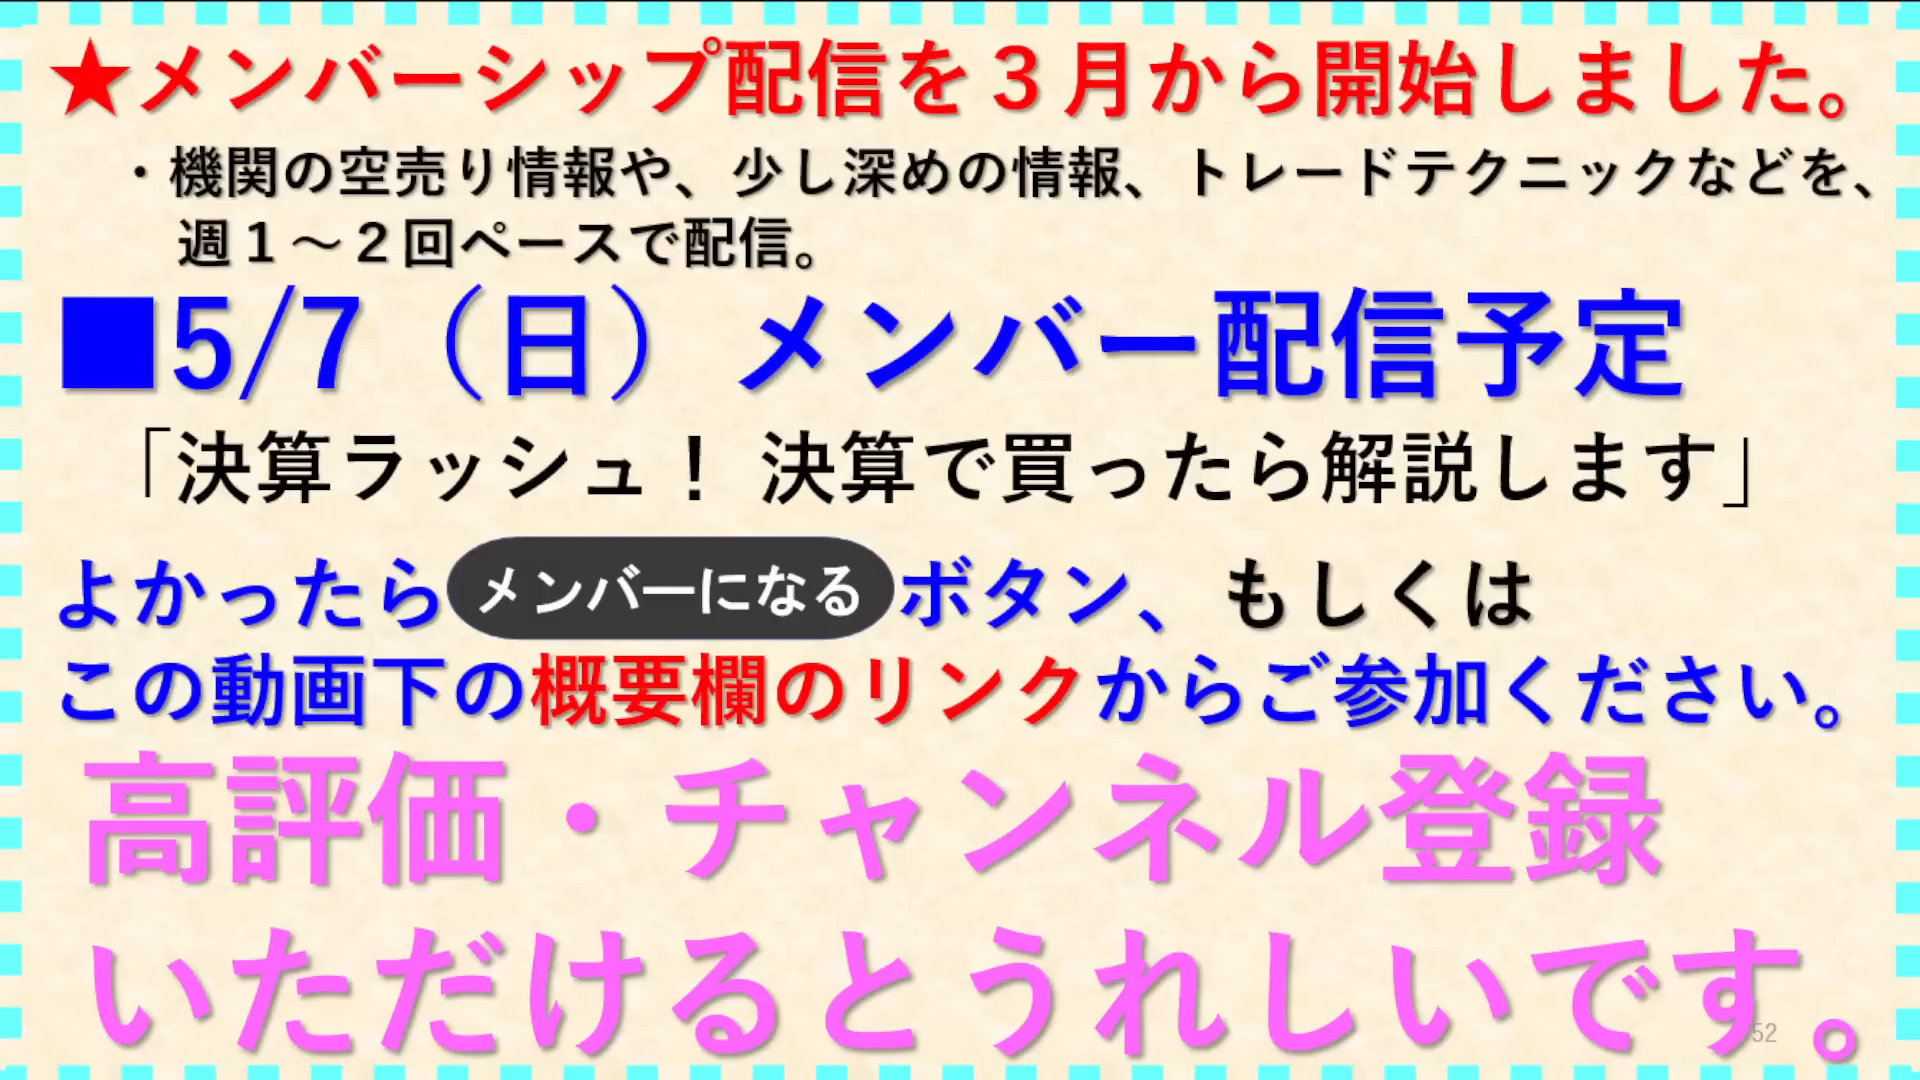 ★メンバーシップ配信を３月から開始しました。
・機関の空売り情報や、少し深めの情報、トレードテクニックなどを、
週１～２回ペースで配信。
■5/7（日）メンバー配信予定
「決算ラッシュ！ 決算で買ったら解説します」
よかったらメンバーになるボタン、もしくは
この動画下の概要欄のリンクからご参加ください。
高評価・チャンネル登録
いただけるとうれしいです。
52